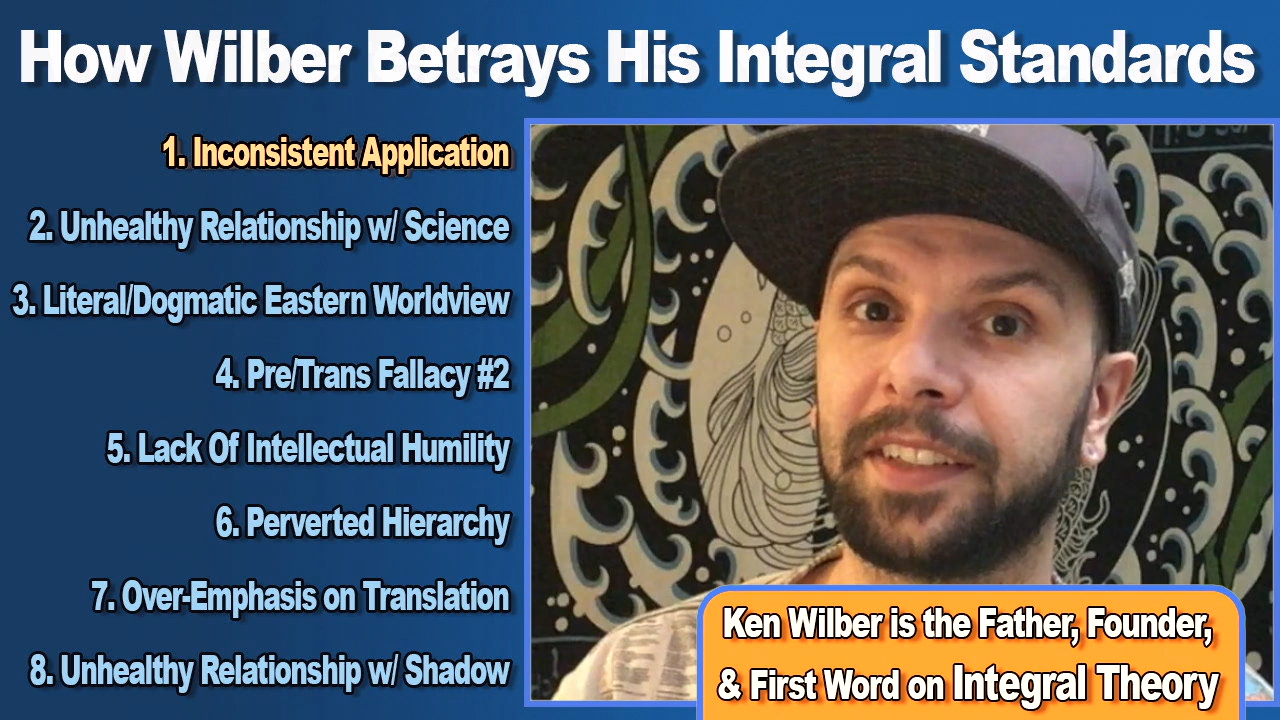 How Wilber Betrays His Integral Standards
1. Inconsistent Application
2. Unhealthy Relationship w/ Science
3. Literal/Dogmatic Eastern Worldview
4. Pre/Trans Fallacy #2
5. Lack Of Intellectual Humility
6. Perverted Hierarchy
7. Over-Emphasis on Translation
8. Unhealthy Relationship w/ Shadow
Ken Wilber is the Father, Founder,
& First Word on Integral Theory